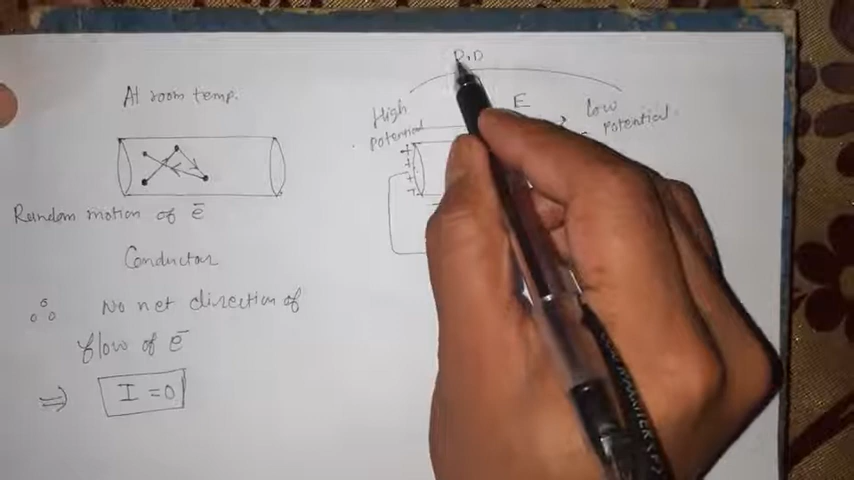 At room temp.
Random motion of ē
Conductor
∴ No net direction of
flow of ē
⇒ I = 0
P.D
E
High
potential
Low
potential
+
+
+
+